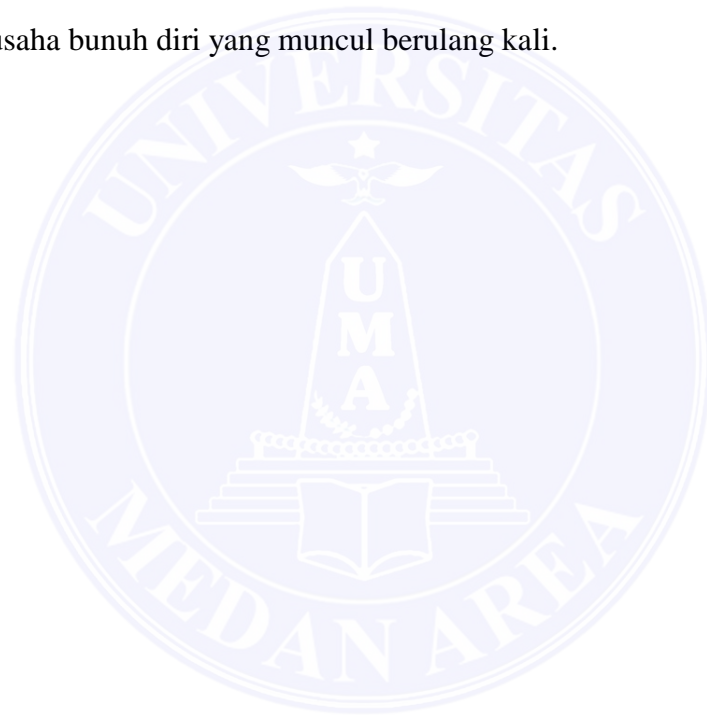 usaha bunuh diri yang muncul berulang kali.
UNIVERSITAS
U
M
A
MEDAN AREA